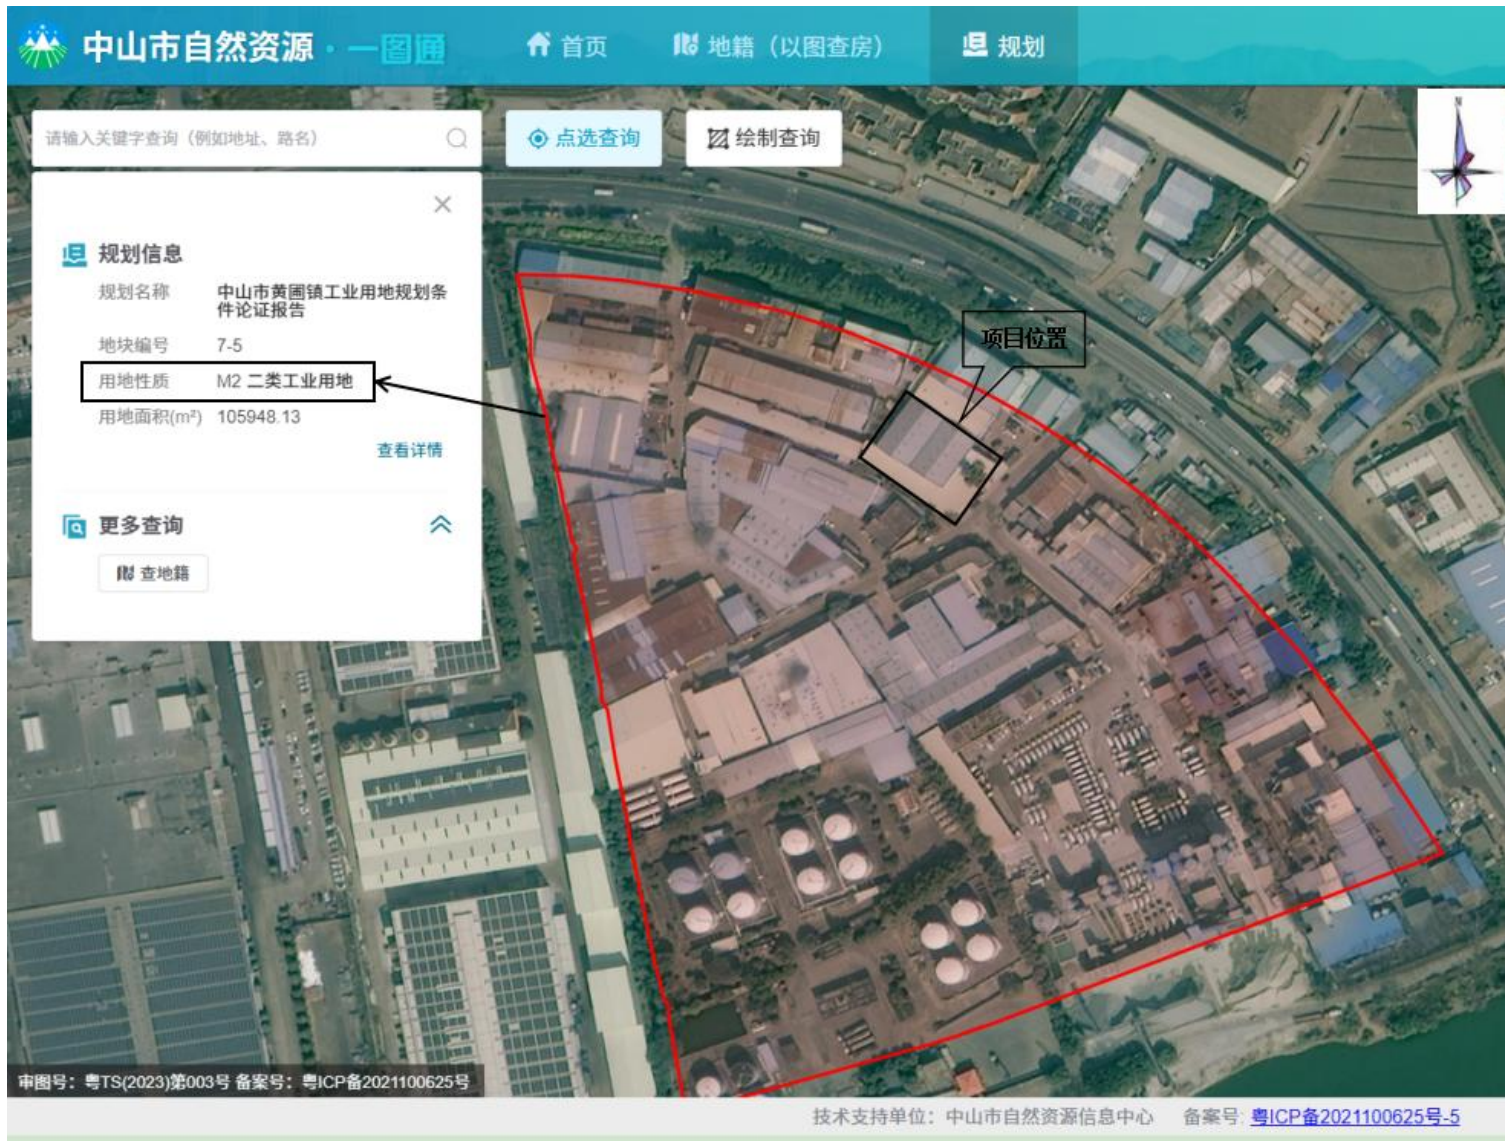 中山市自然资源·一图通
首页
地籍（以图查房）
规划
请输入关键字查询（例如地址、路名）
点选查询
绘制查询
N
规划信息
规划名称 中山市黄圃镇工业用地规划条
件论证报告
地块编号 7-5
用地性质 M2 二类工业用地
用地面积(m²) 105948.13
查看详情
更多查询
查地籍
项目位置
审图号：粤TS(2023)第003号 备案号：粤ICP备2021100625号
技术支持单位：中山市自然资源信息中心 备案号: 粤ICP备2021100625号-5